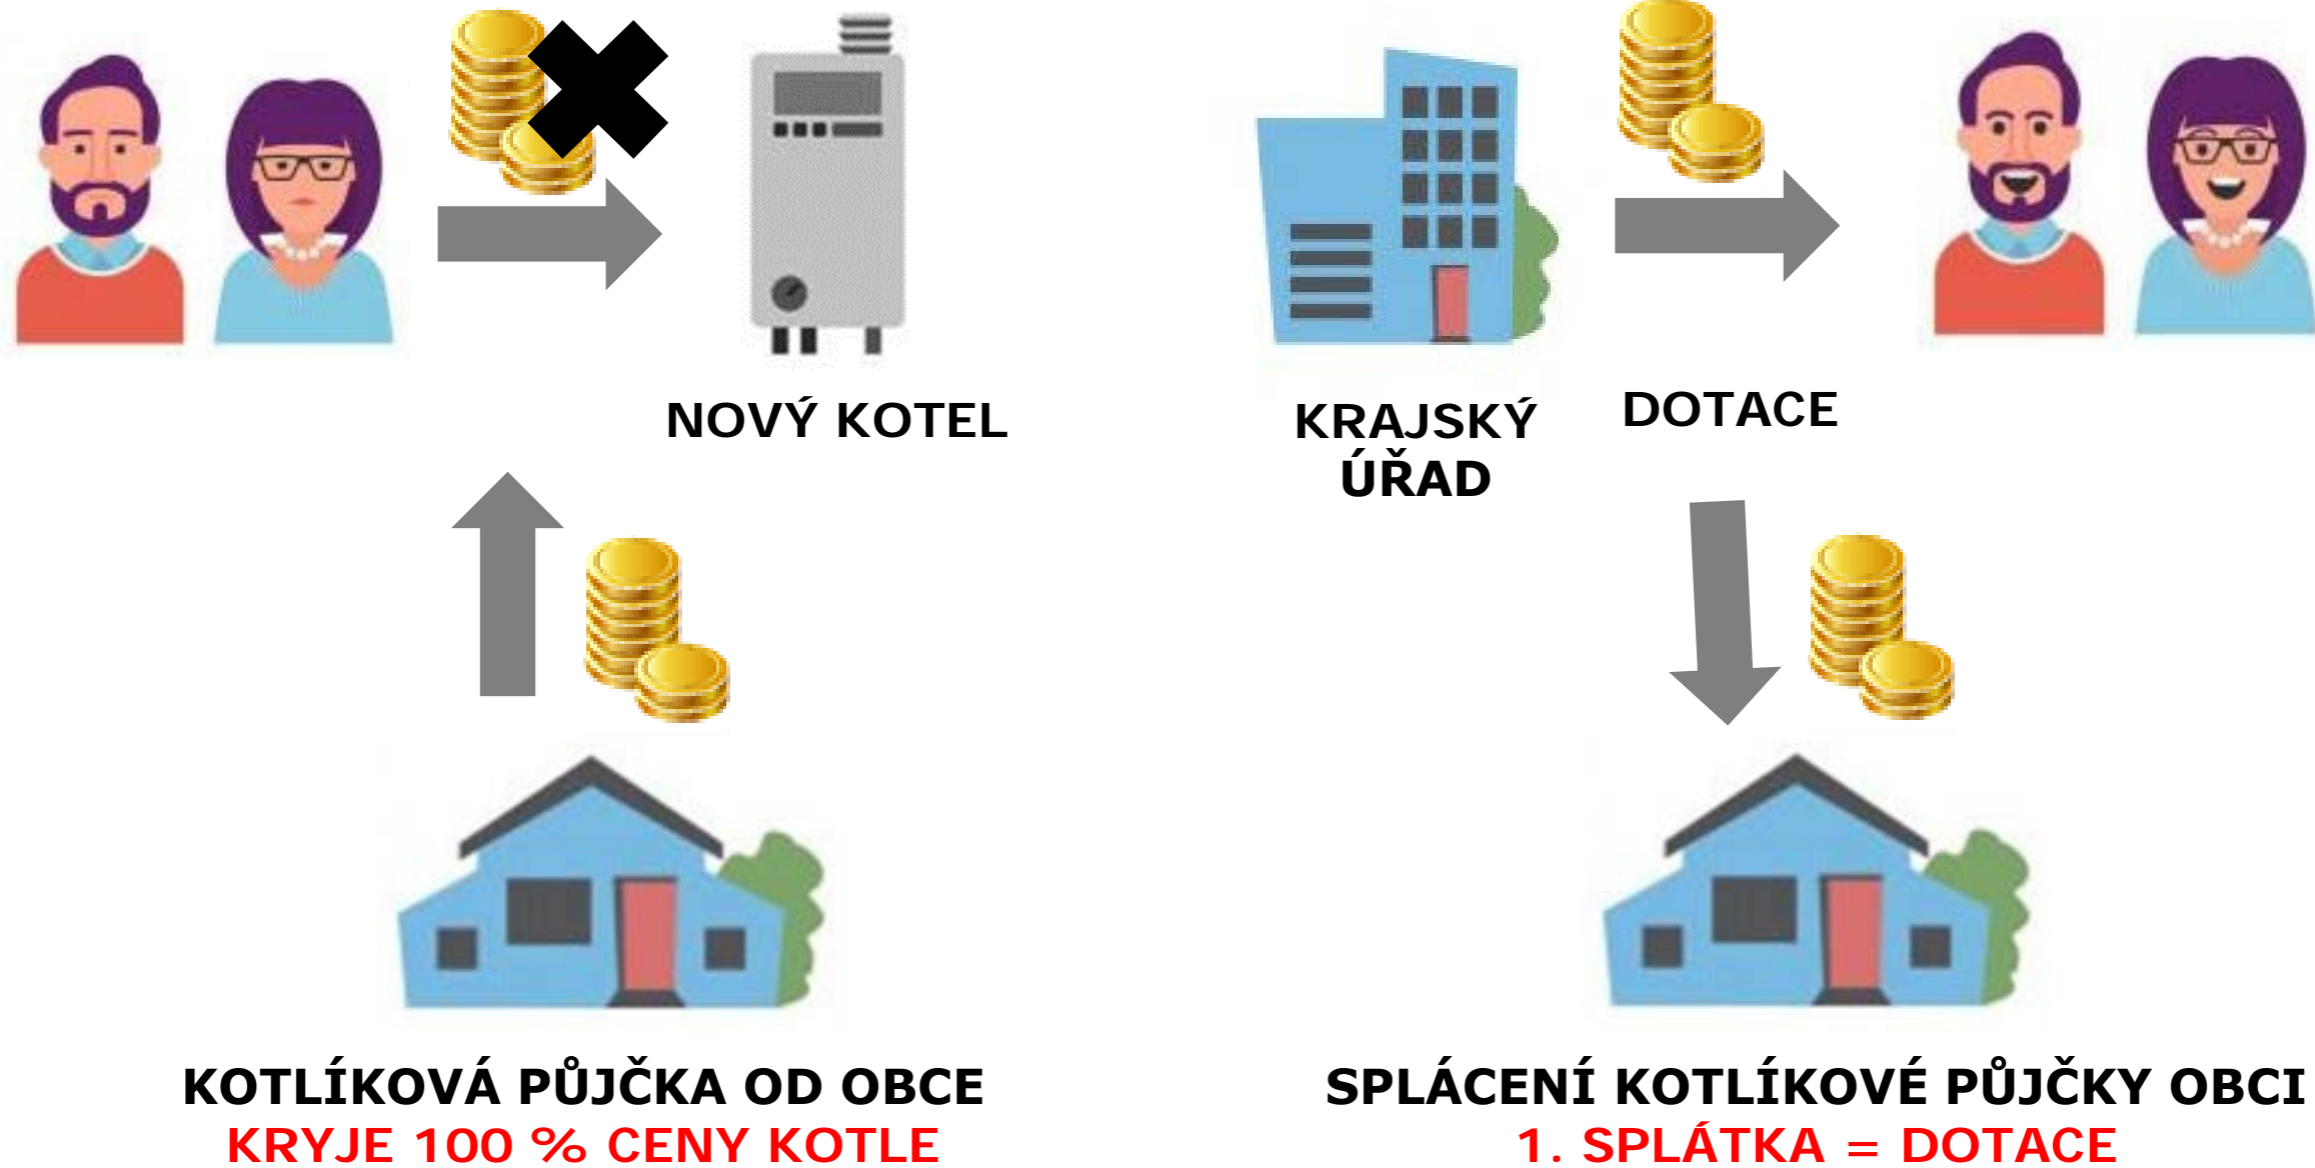 NOVÝ KOTEL
KRAJSKÝ
ÚŘAD
DOTACE
KOTLÍKOVÁ PŮJČKA OD OBCE
KRYJE 100 % CENY KOTLE
SPLÁCENÍ KOTLÍKOVÉ PŮJČKY OBCI
1. SPLÁTKA = DOTACE